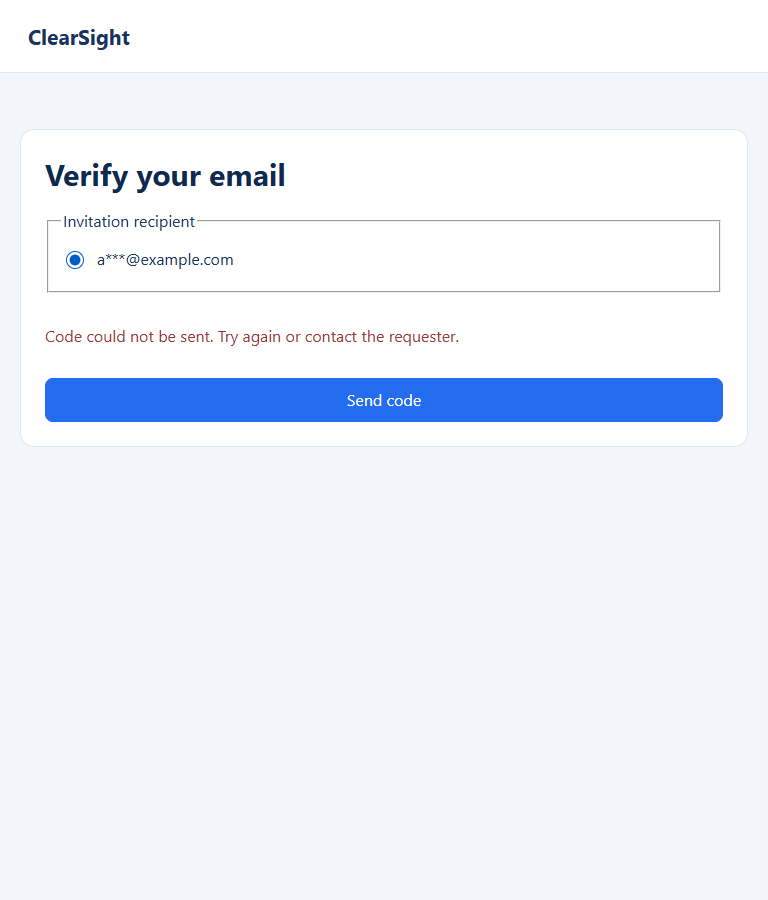 ClearSight
Verify your email
Invitation recipient
a***@example.com
Code could not be sent. Try again or contact the requester.
Send code